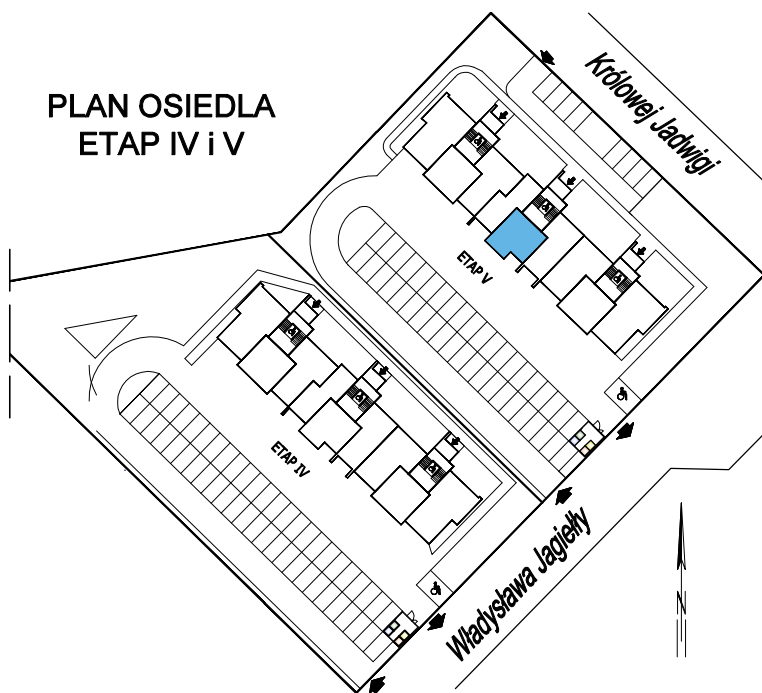 PLAN OSIEDLA
ETAP IV i V
Królowej Jadwigi
ETAP V
ETAP IV
Władysława Jagiełły
N